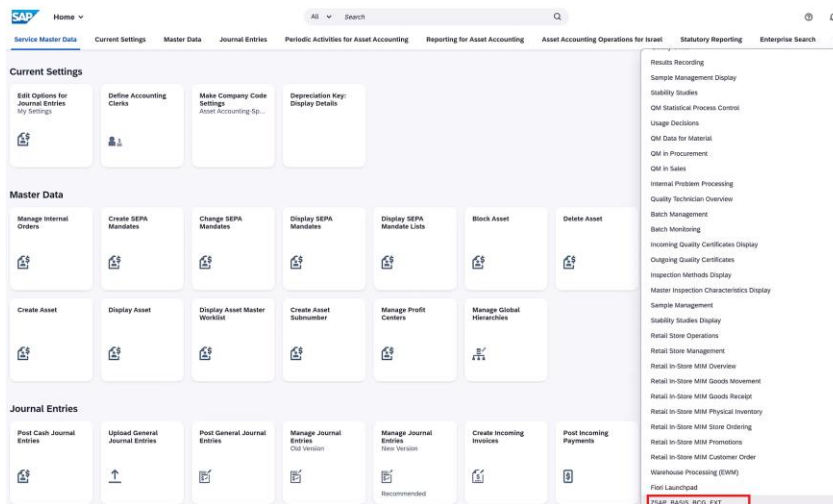 SAP Home
All Search
Service Master Data Current Settings Master Data Journal Entries Periodic Activities for Asset Accounting Reporting for Asset Accounting Asset Accounting Operations for Israel Statutory Reporting Enterprise Search
Current Settings
Edit Options for
Journal Entries
My Settings
Define Accounting
Clerks
Make Company Code
Settings
Asset Accounting-Sp...
Depreciation Key:
Display Details
Master Data
Manage Internal
Orders
Create SEPA
Mandates
Change SEPA
Mandates
Display SEPA
Mandates
Display SEPA
Mandate Lists
Block Asset
Delete Asset
Create Asset
Display Asset
Display Asset Master
Worklist
Create Asset
Subnumber
Manage Profit
Centers
Manage Global
Hierarchies
Journal Entries
Post Cash Journal
Entries
Upload General
Journal Entries
Post General Journal
Entries
Manage Journal
Entries
Old Version
Manage Journal
Entries
New Version
Recommended
Create Incoming
Invoices
Post Incoming
Payments
Results Recording
Sample Management Display
Stability Studies
QM Statistical Process Control
Usage Decisions
QM Data for Material
QM in Procurement
QM in Sales
Internal Problem Processing
Quality Technician Overview
Batch Management
Batch Monitoring
Incoming Quality Certificates Display
Outgoing Quality Certificates
Inspection Methods Display
Master Inspection Characteristics Display
Sample Management
Stability Studies Display
Retail Store Operations
Retail Store Management
Retail In-Store MIM Overview
Retail In-Store MIM Goods Movement
Retail In-Store MIM Goods Receipt
Retail In-Store MIM Physical Inventory
Retail In-Store MIM Store Ordering
Retail In-Store MIM Promotions
Retail In-Store MIM Customer Order
Warehouse Processing (EWM)
Fiori Launchpad
ZSAP_BASIS_BCG_EXT